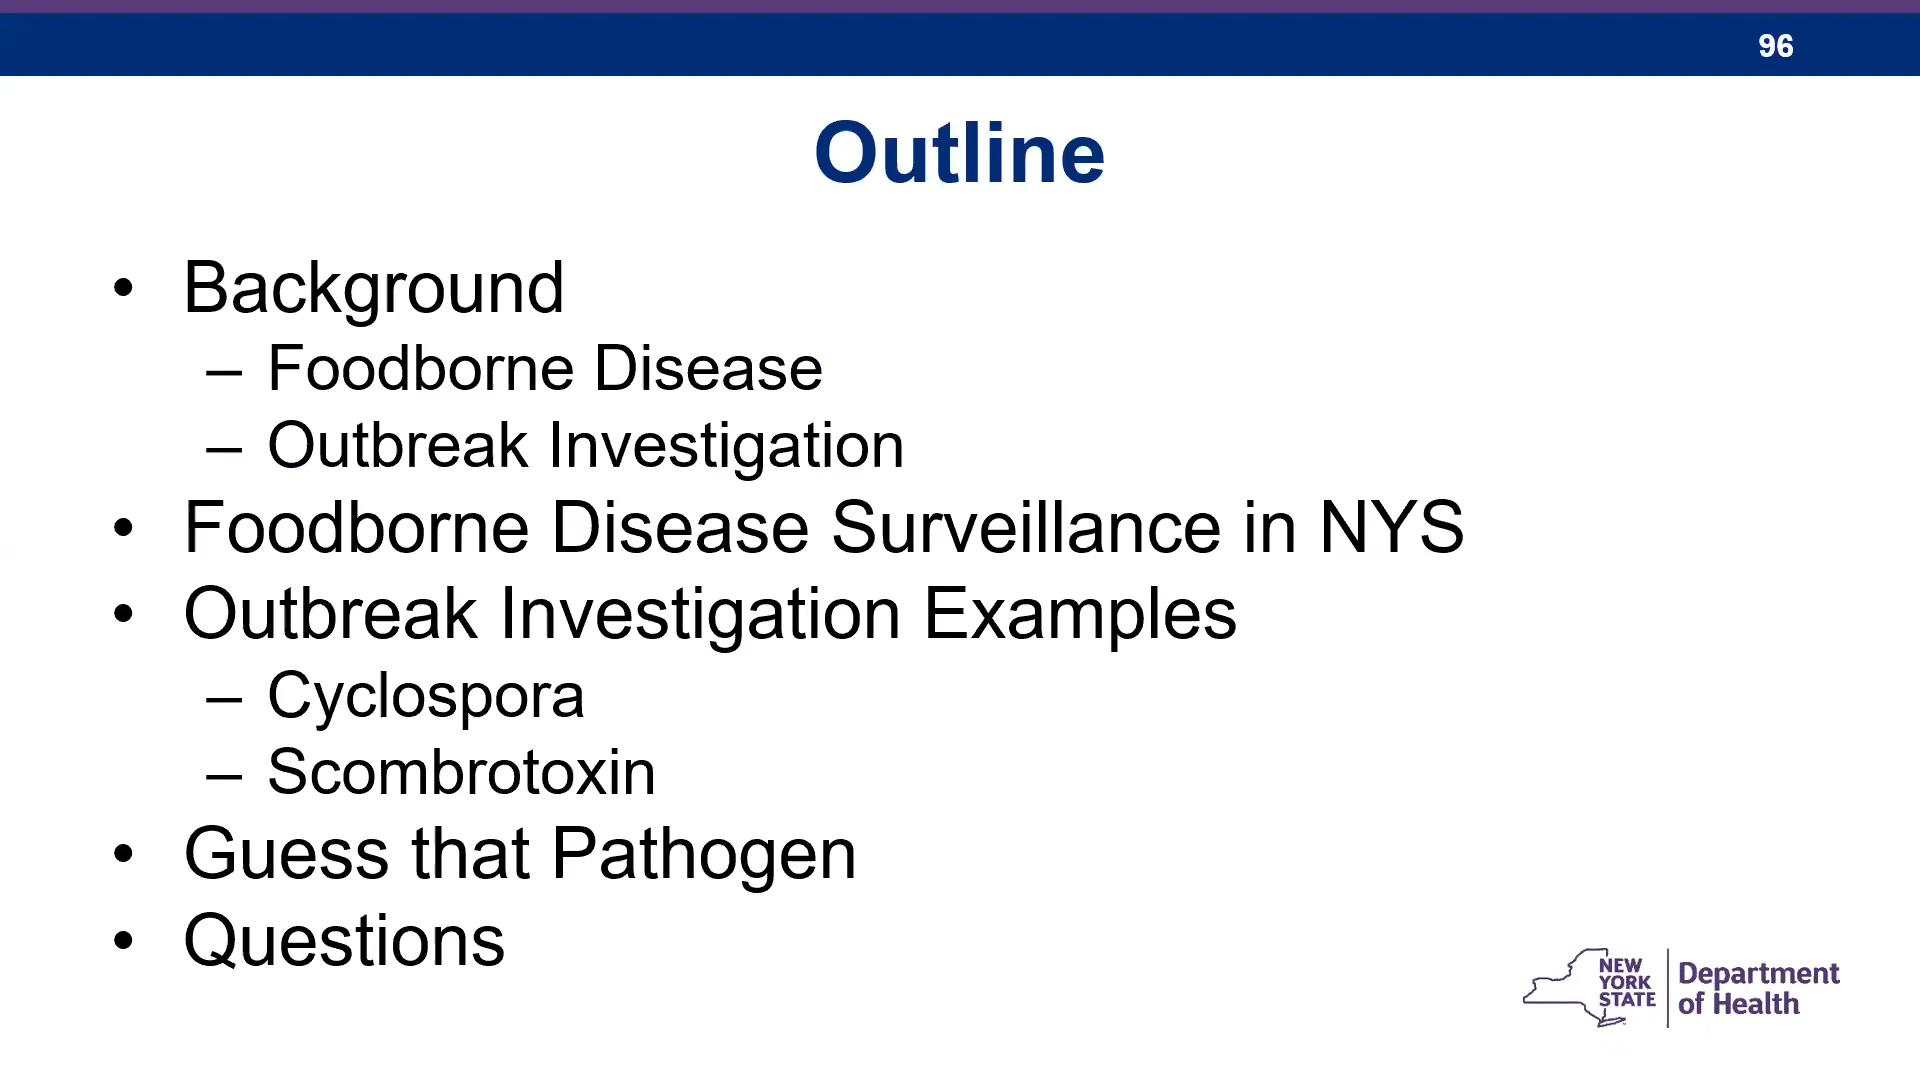 96
Outline
• Background
– Foodborne Disease
– Outbreak Investigation
• Foodborne Disease Surveillance in NYS
• Outbreak Investigation Examples
– Cyclospora
– Scombrotoxin
• Guess that Pathogen
• Questions
NEW
YORK
STATE
Department
of Health